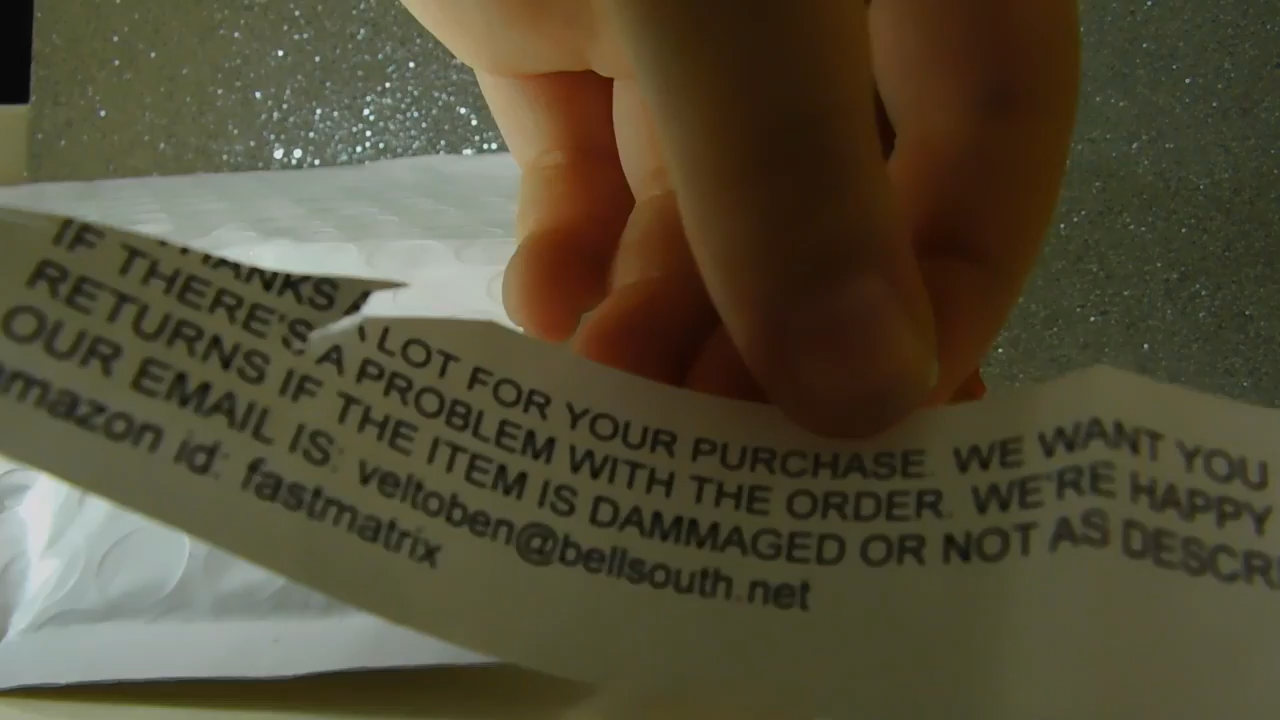 THANKS A LOT FOR YOUR PURCHASE. WE WANT YOU
IF THERE'S A PROBLEM WITH THE ORDER. WE'RE HAPPY
RETURNS IF THE ITEM IS DAMMAGED OR NOT AS DESCR
OUR EMAIL IS: veltoben@bellsouth.net
amazon id: fastmatrix